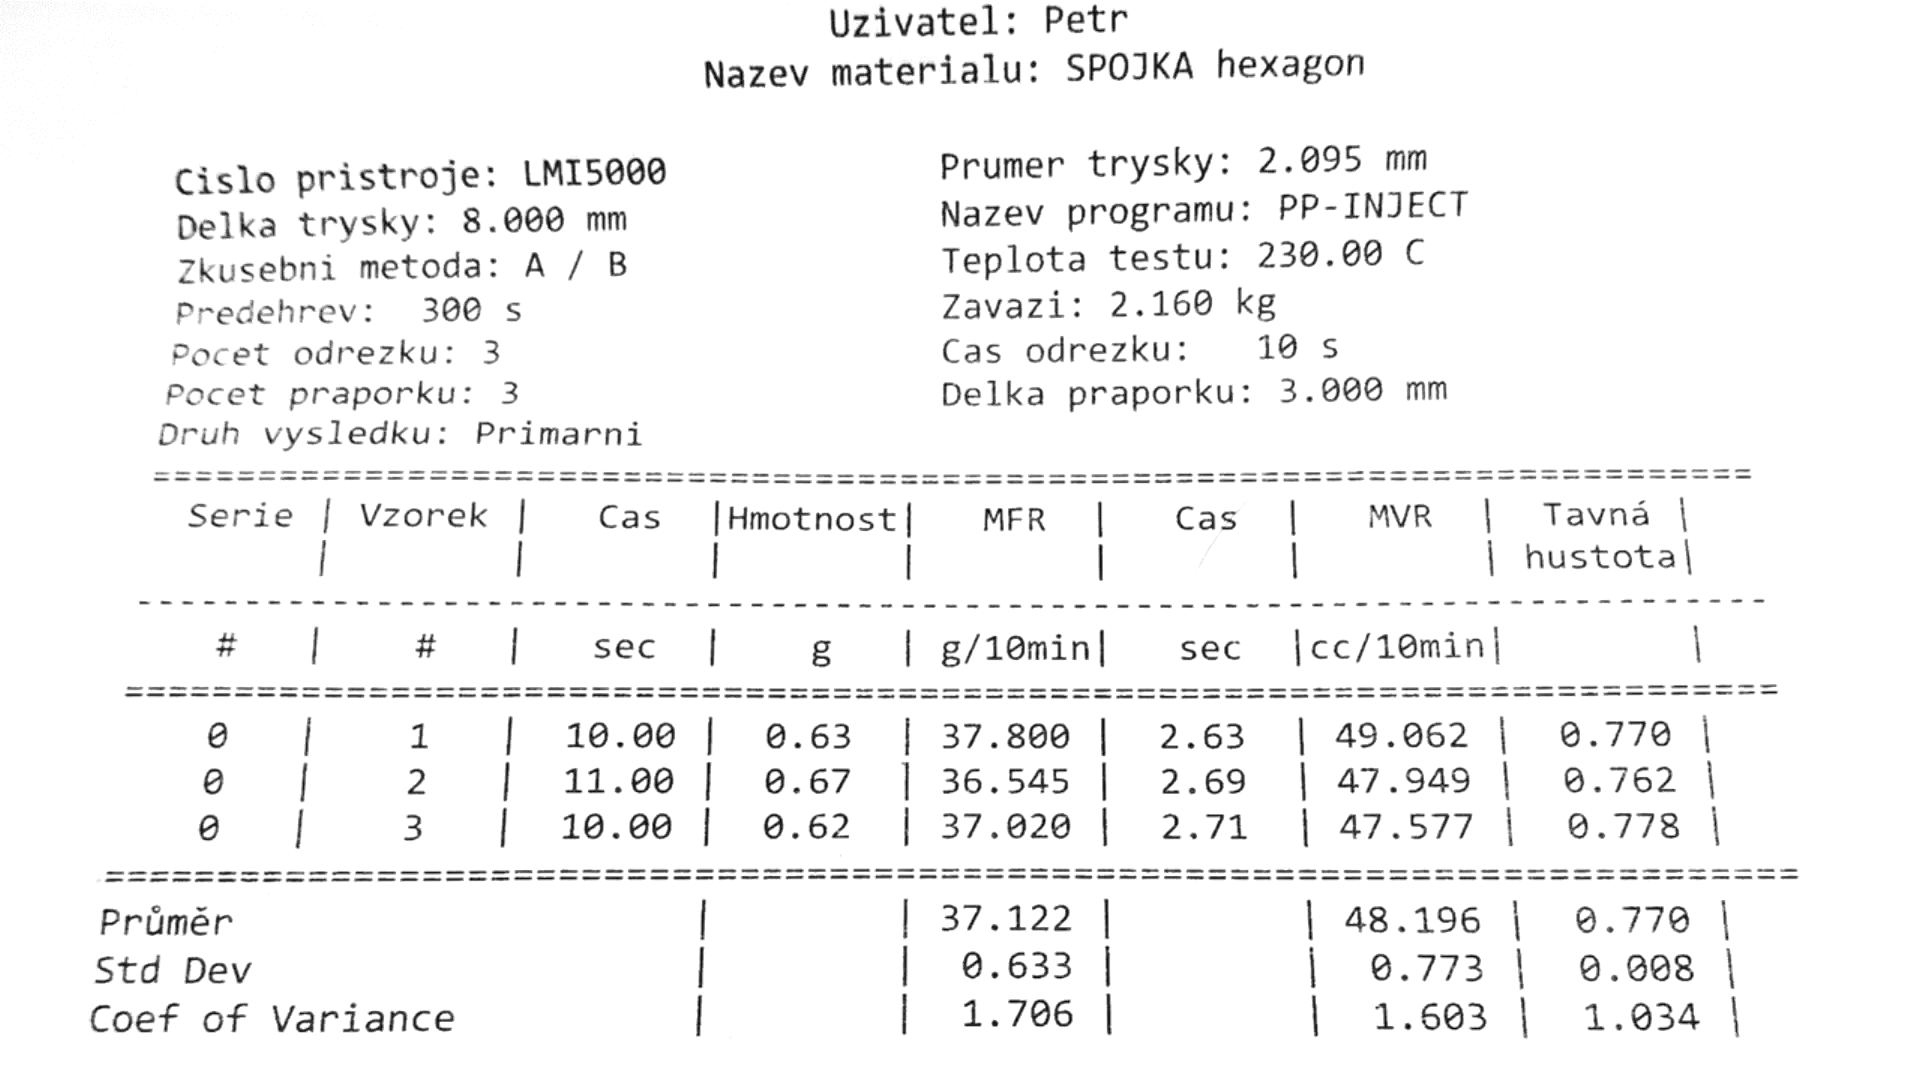 Uzivatel: Petr
Nazev materialu: SPOJKA hexagon
Cislo pristroje: LMI5000
Delka trysky: 8.000 mm
Zkusebni metoda: A / B
Predehrev: 300 s
Pocet odrezku: 3
Pocet praporku: 3
Druh vysledku: Primarni
Prumer trysky: 2.095 mm
Nazev programu: PP-INJECT
Teplota testu: 230.00 C
Zavazi: 2.160 kg
Cas odrezku: 10 s
Delka praporku: 3.000 mm
Serie | Vzorek | Cas |Hmotnost| MFR | Cas | MVR | Tavná |
| | | | | | | hustota|
# | # | sec | g | g/10min| sec |cc/10min| |
0 | 1 | 10.00 | 0.63 | 37.800 | 2.63 | 49.062 | 0.770 |
0 | 2 | 11.00 | 0.67 | 36.545 | 2.69 | 47.949 | 0.762 |
0 | 3 | 10.00 | 0.62 | 37.020 | 2.71 | 47.577 | 0.778 |
Průměr | | 37.122 | | 48.196 | 0.770 |
Std Dev | | 0.633 | | 0.773 | 0.008 |
Coef of Variance | | 1.706 | | 1.603 | 1.034 |